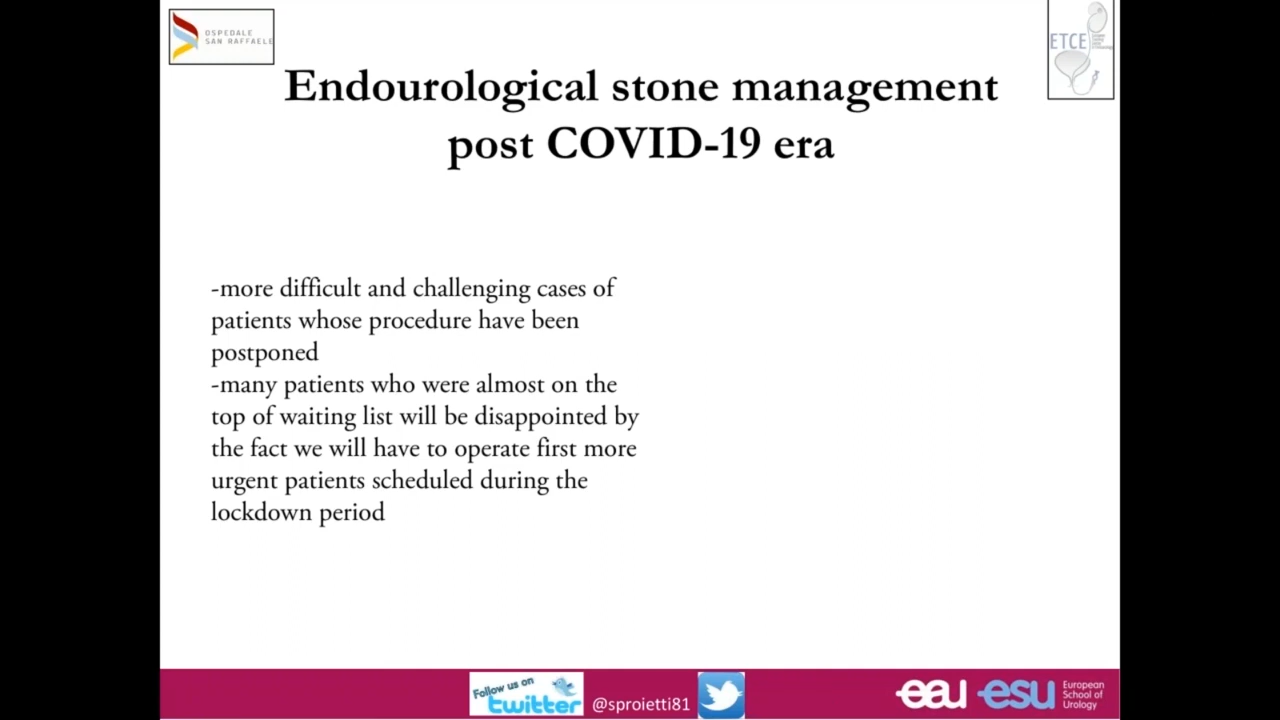 OSPEDALE
SAN RAFFAELE
ETCE
Endourological stone management
post COVID-19 era
-more difficult and challenging cases of
patients whose procedure have been
postponed
-many patients who were almost on the
top of waiting list will be disappointed by
the fact we will have to operate first more
urgent patients scheduled during the
lockdown period
Follow us on
twitter
@sproietti81
eau esu
European
School of
Urology